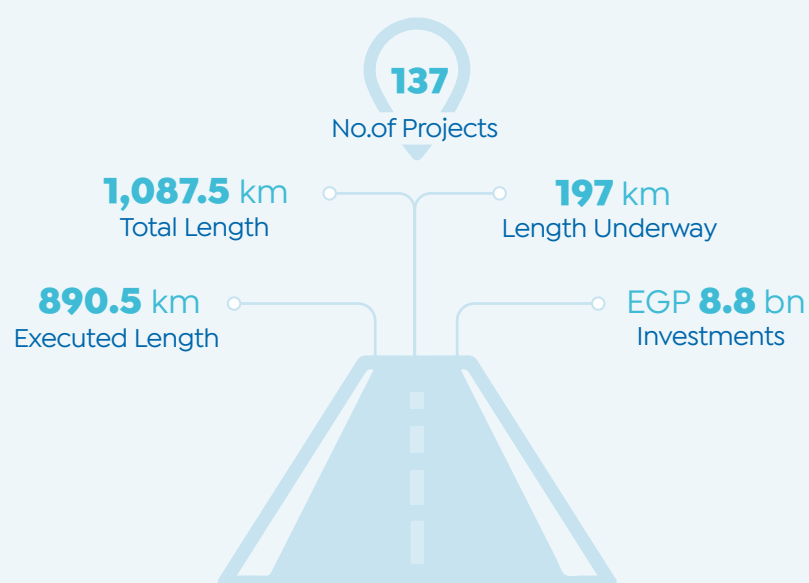 137
No.of Projects
1,087.5 km
Total Length
197 km
Length Underway
890.5 km
Executed Length
EGP 8.8 bn
Investments